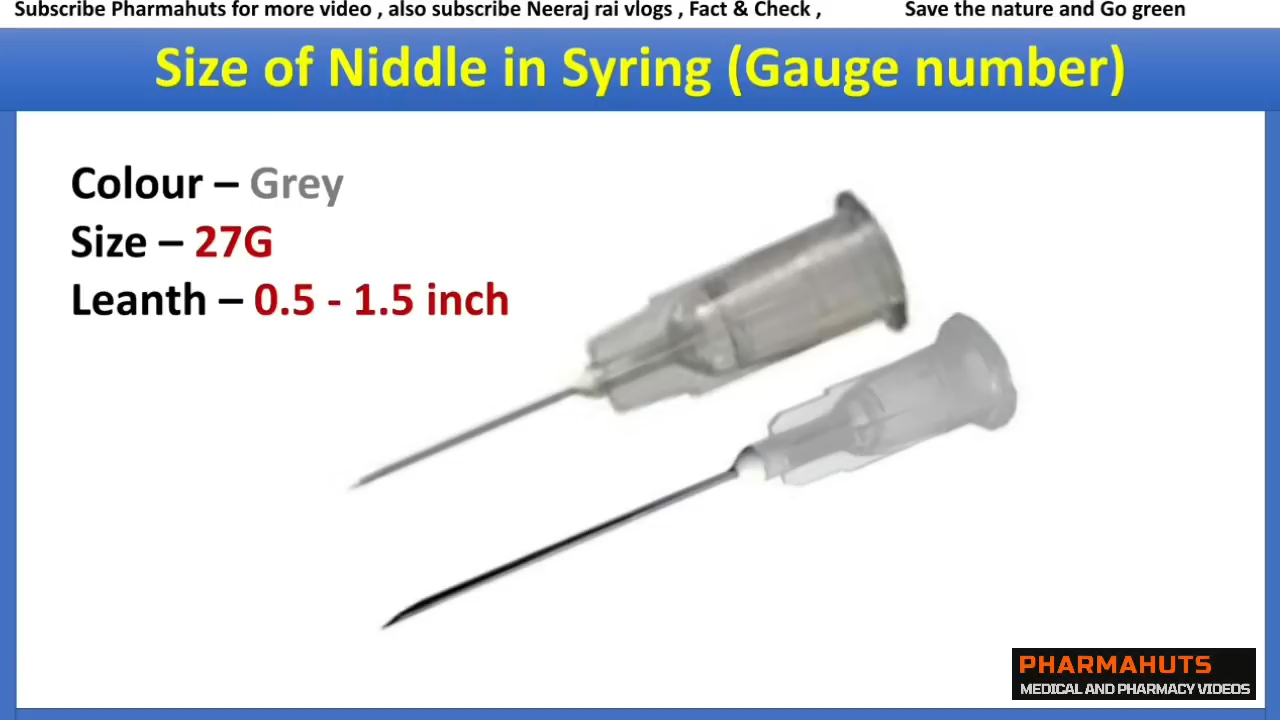 Subscribe Pharmahuts for more video , also subscribe Neeraj rai vlogs , Fact & Check , Save the nature and Go green
Size of Niddle in Syring (Gauge number)
Colour – Grey
Size – 27G
Leanth – 0.5 - 1.5 inch
PHARMAHUTS
MEDICAL AND PHARMACY VIDEOS